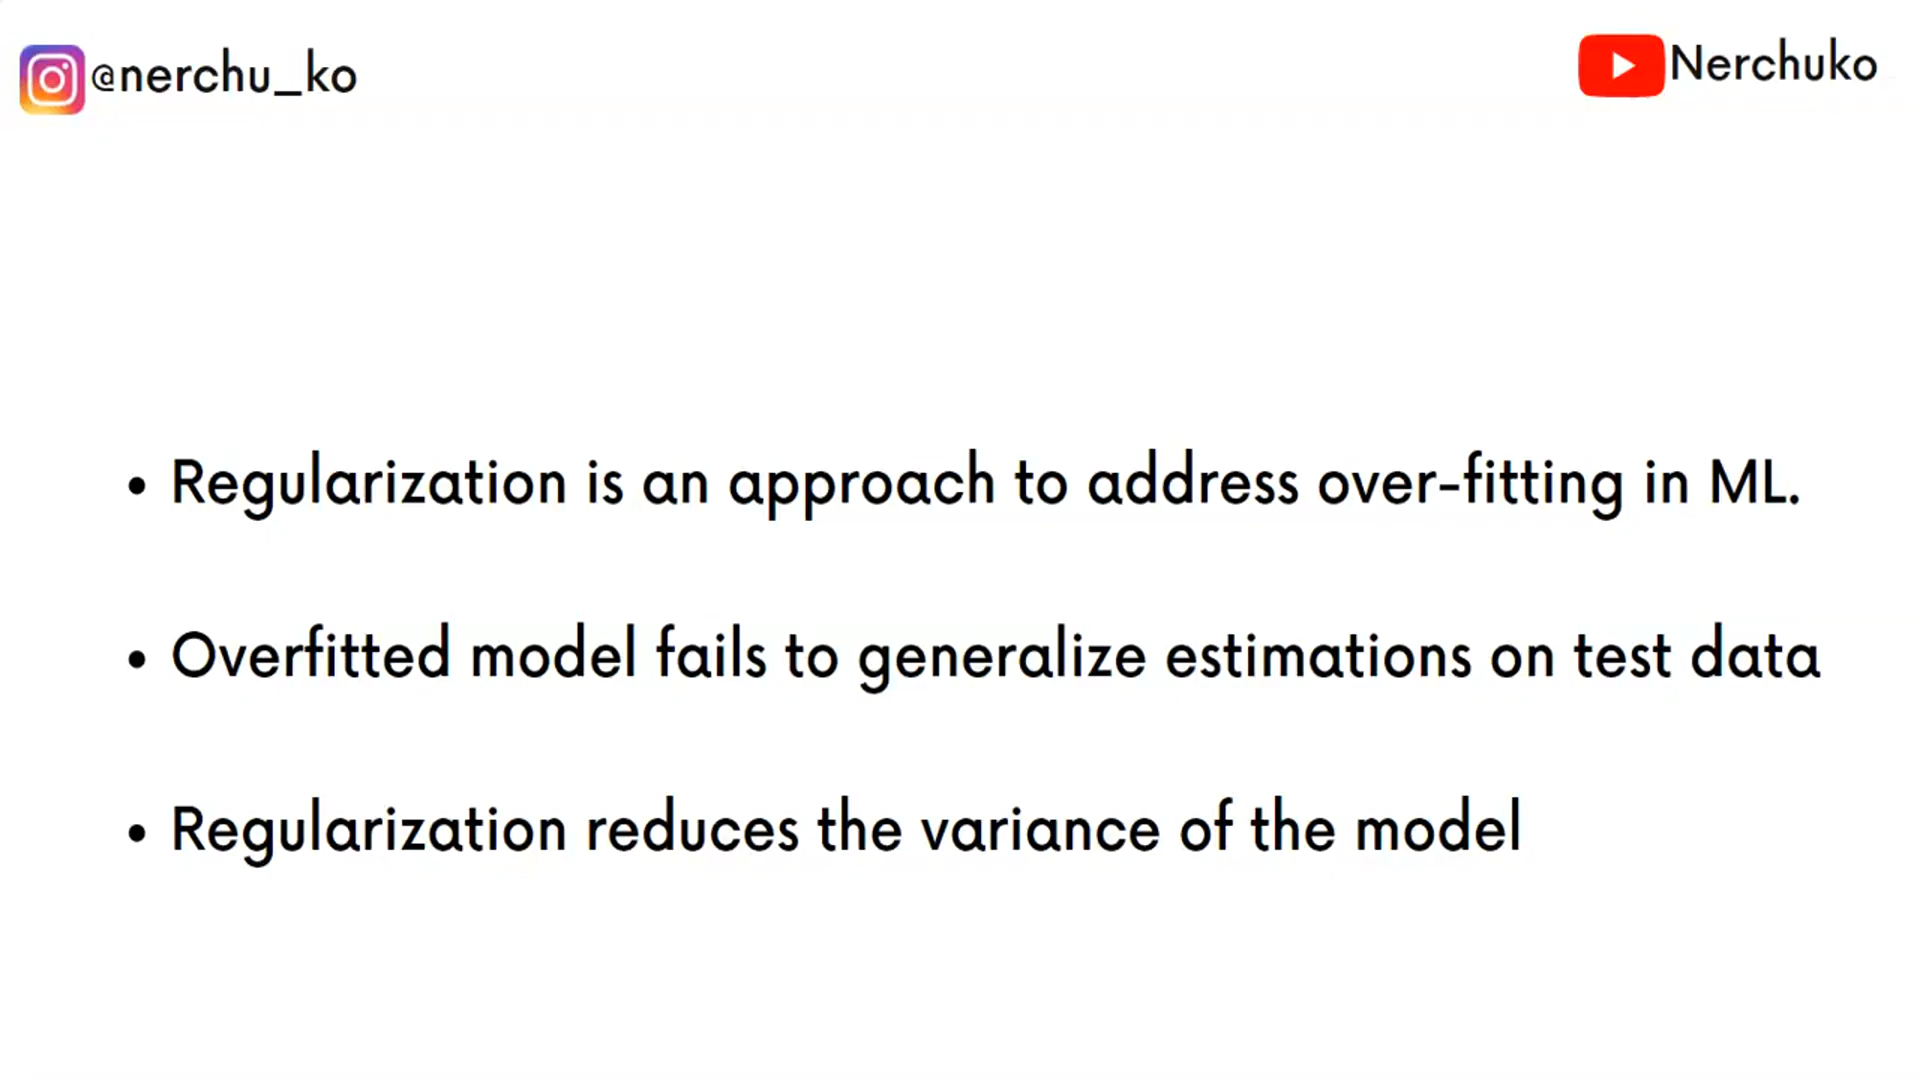 @nerchu_ko
Nerchuko
• Regularization is an approach to address over-fitting in ML.
• Overfitted model fails to generalize estimations on test data
• Regularization reduces the variance of the model